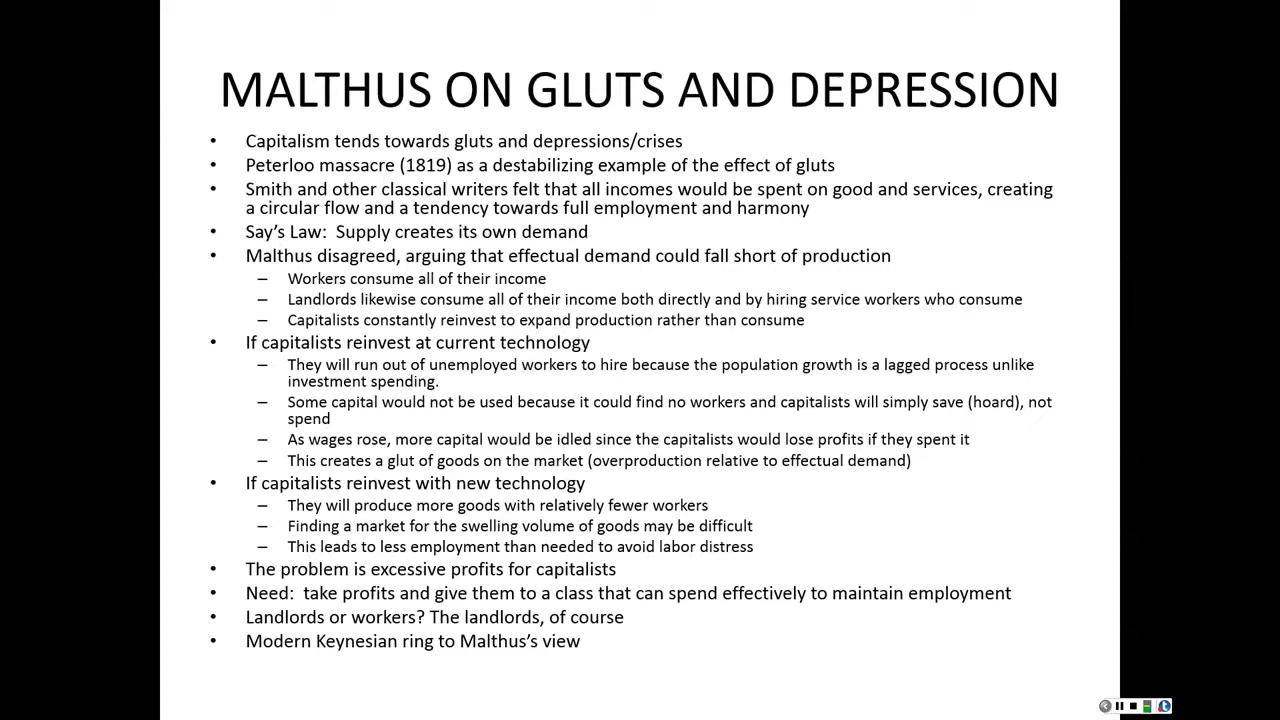 MALTHUS ON GLUTS AND DEPRESSION
• Capitalism tends towards gluts and depressions/crises
• Peterloo massacre (1819) as a destabilizing example of the effect of gluts
• Smith and other classical writers felt that all incomes would be spent on good and services, creating
a circular flow and a tendency towards full employment and harmony
• Say's Law:  Supply creates its own demand
• Malthus disagreed, arguing that effectual demand could fall short of production
– Workers consume all of their income
– Landlords likewise consume all of their income both directly and by hiring service workers who consume
– Capitalists constantly reinvest to expand production rather than consume
• If capitalists reinvest at current technology
– They will run out of unemployed workers to hire because the population growth is a lagged process unlike
investment spending.
– Some capital would not be used because it could find no workers and capitalists will simply save (hoard), not
spend
– As wages rose, more capital would be idled since the capitalists would lose profits if they spent it
– This creates a glut of goods on the market (overproduction relative to effectual demand)
• If capitalists reinvest with new technology
– They will produce more goods with relatively fewer workers
– Finding a market for the swelling volume of goods may be difficult
– This leads to less employment than needed to avoid labor distress
• The problem is excessive profits for capitalists
• Need:  take profits and give them to a class that can spend effectively to maintain employment
• Landlords or workers? The landlords, of course
• Modern Keynesian ring to Malthus's view